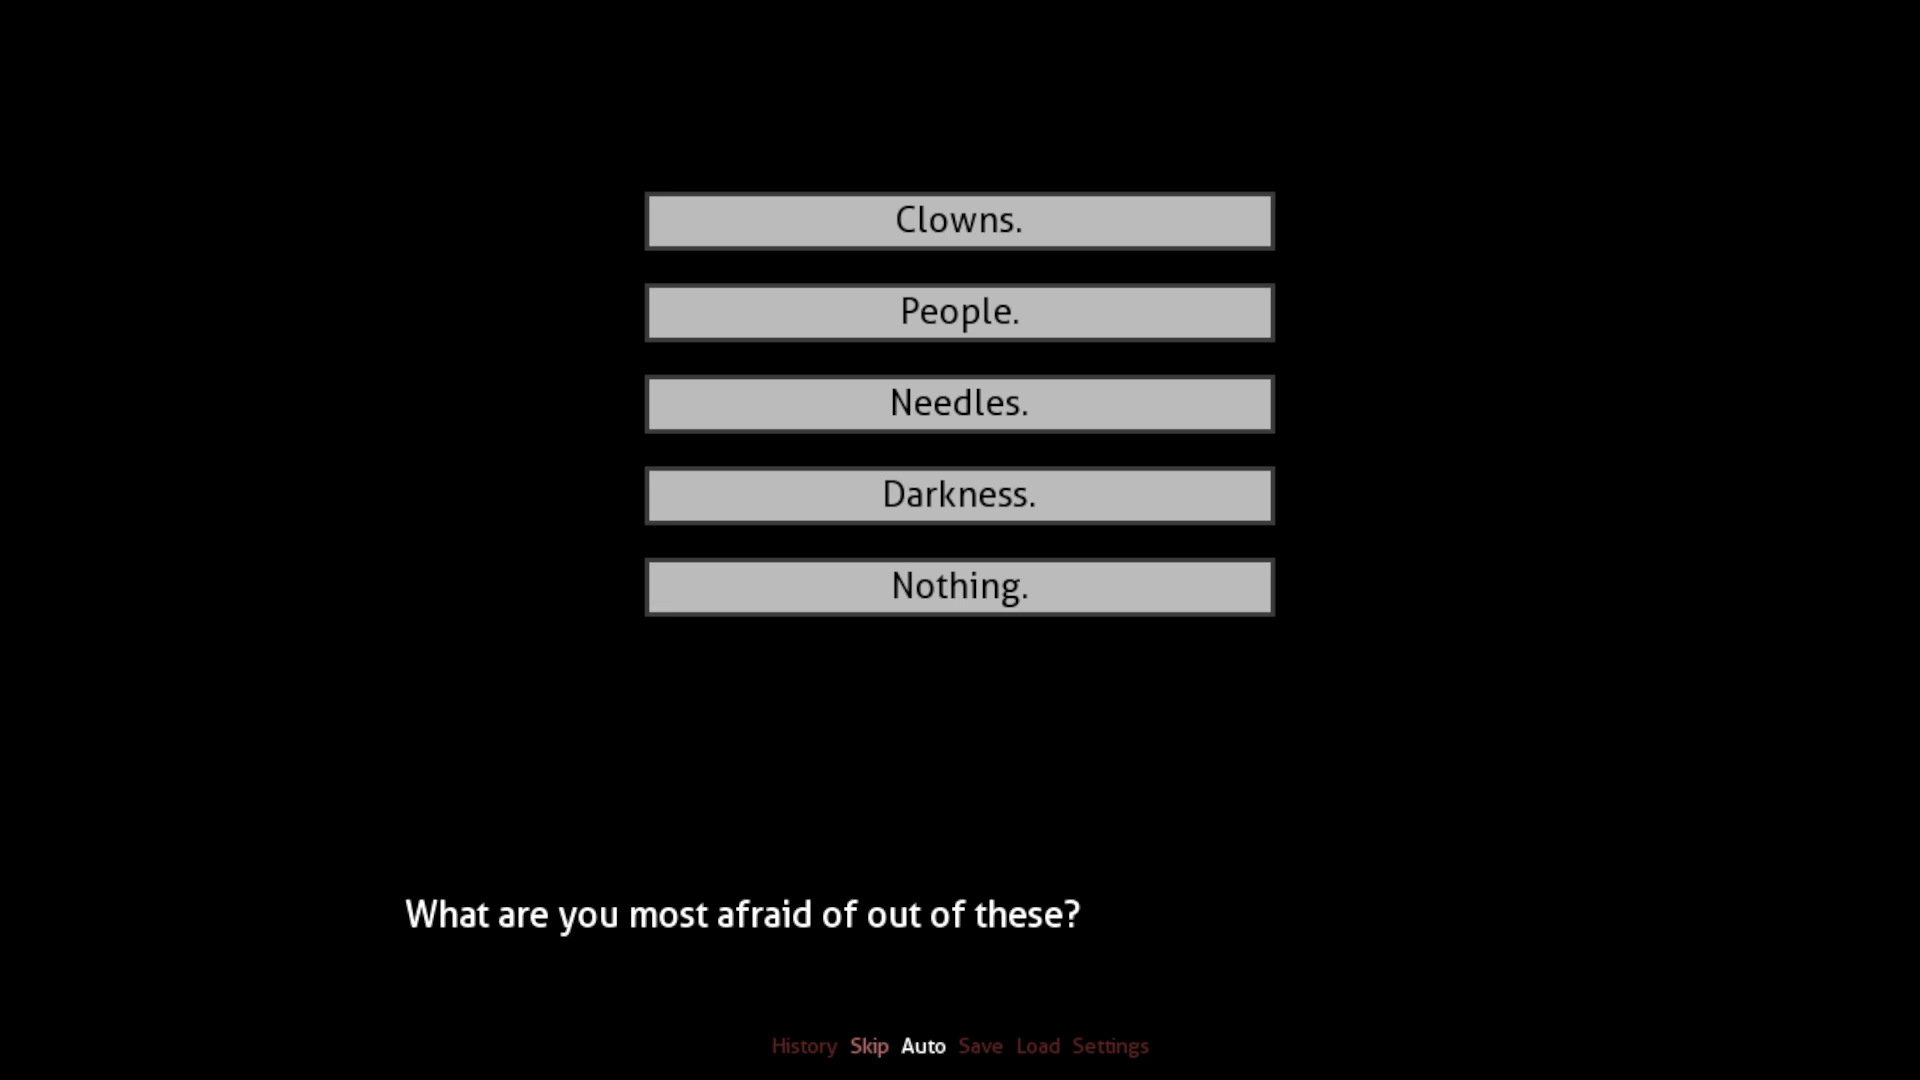 Clowns.
People.
Needles.
Darkness.
Nothing.
What are you most afraid of out of these?
History Skip Auto Save Load Settings